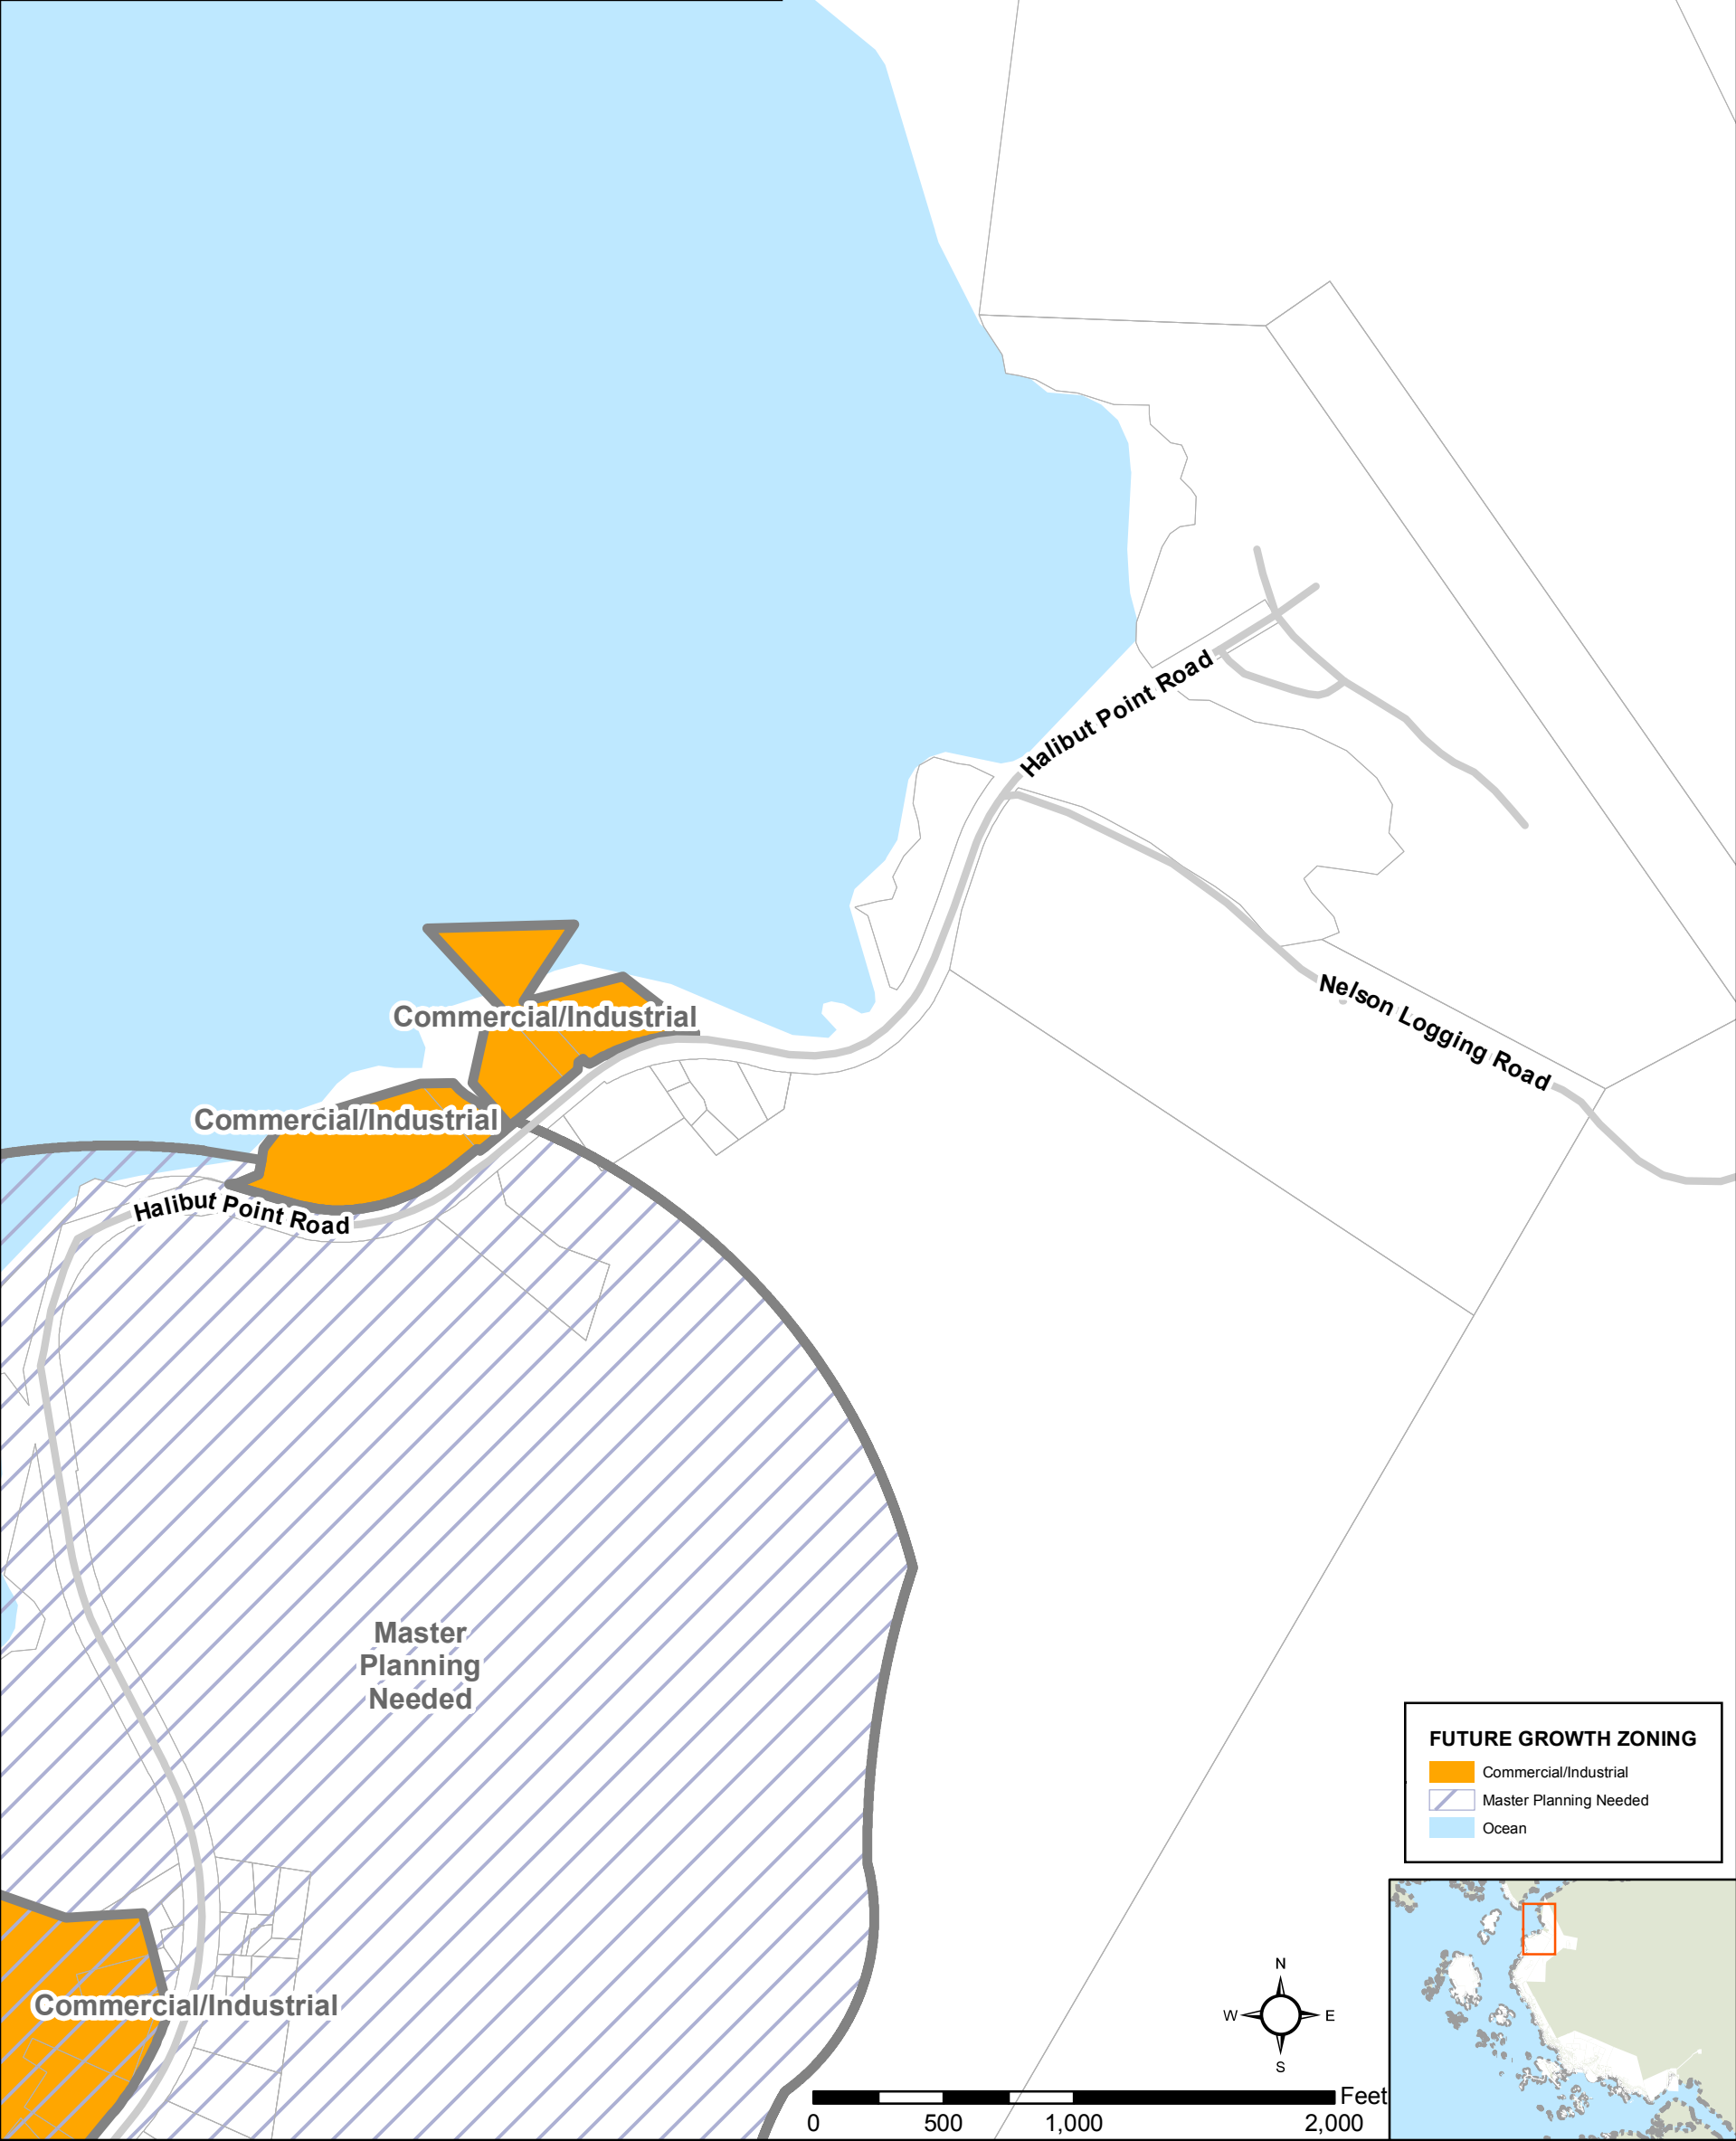 Halibut Point Road
Nelson Logging Road
Commercial/Industrial
Commercial/Industrial
Halibut Point Road
Master
Planning
Needed
Commercial/Industrial
FUTURE GROWTH ZONING
Commercial/Industrial
Master Planning Needed
Ocean
N
W E
S
Feet
0 500 1,000 2,000